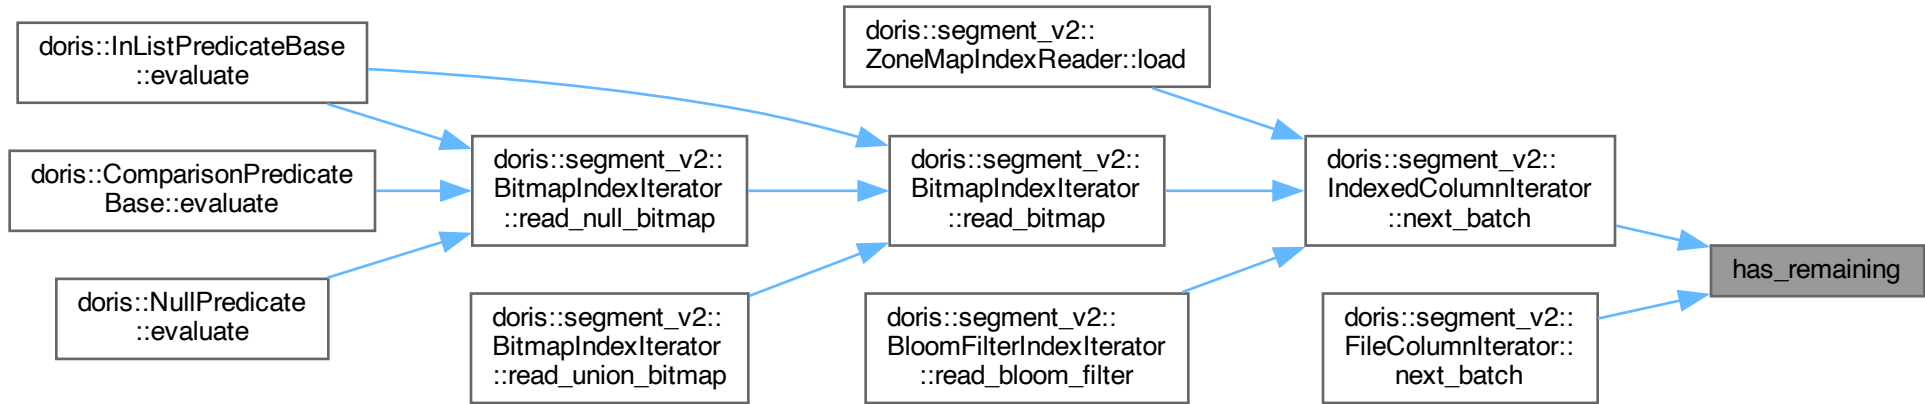 doris::InListPredicateBase
::evaluate
doris::ComparisonPredicate
Base::evaluate
doris::NullPredicate
::evaluate
doris::segment_v2::
BitmapIndexIterator
::read_null_bitmap
doris::segment_v2::
BitmapIndexIterator
::read_union_bitmap
doris::segment_v2::
ZoneMapIndexReader::load
doris::segment_v2::
BitmapIndexIterator
::read_bitmap
doris::segment_v2::
BloomFilterIndexIterator
::read_bloom_filter
doris::segment_v2::
IndexedColumnIterator
::next_batch
doris::segment_v2::
FileColumnIterator::
next_batch
has_remaining